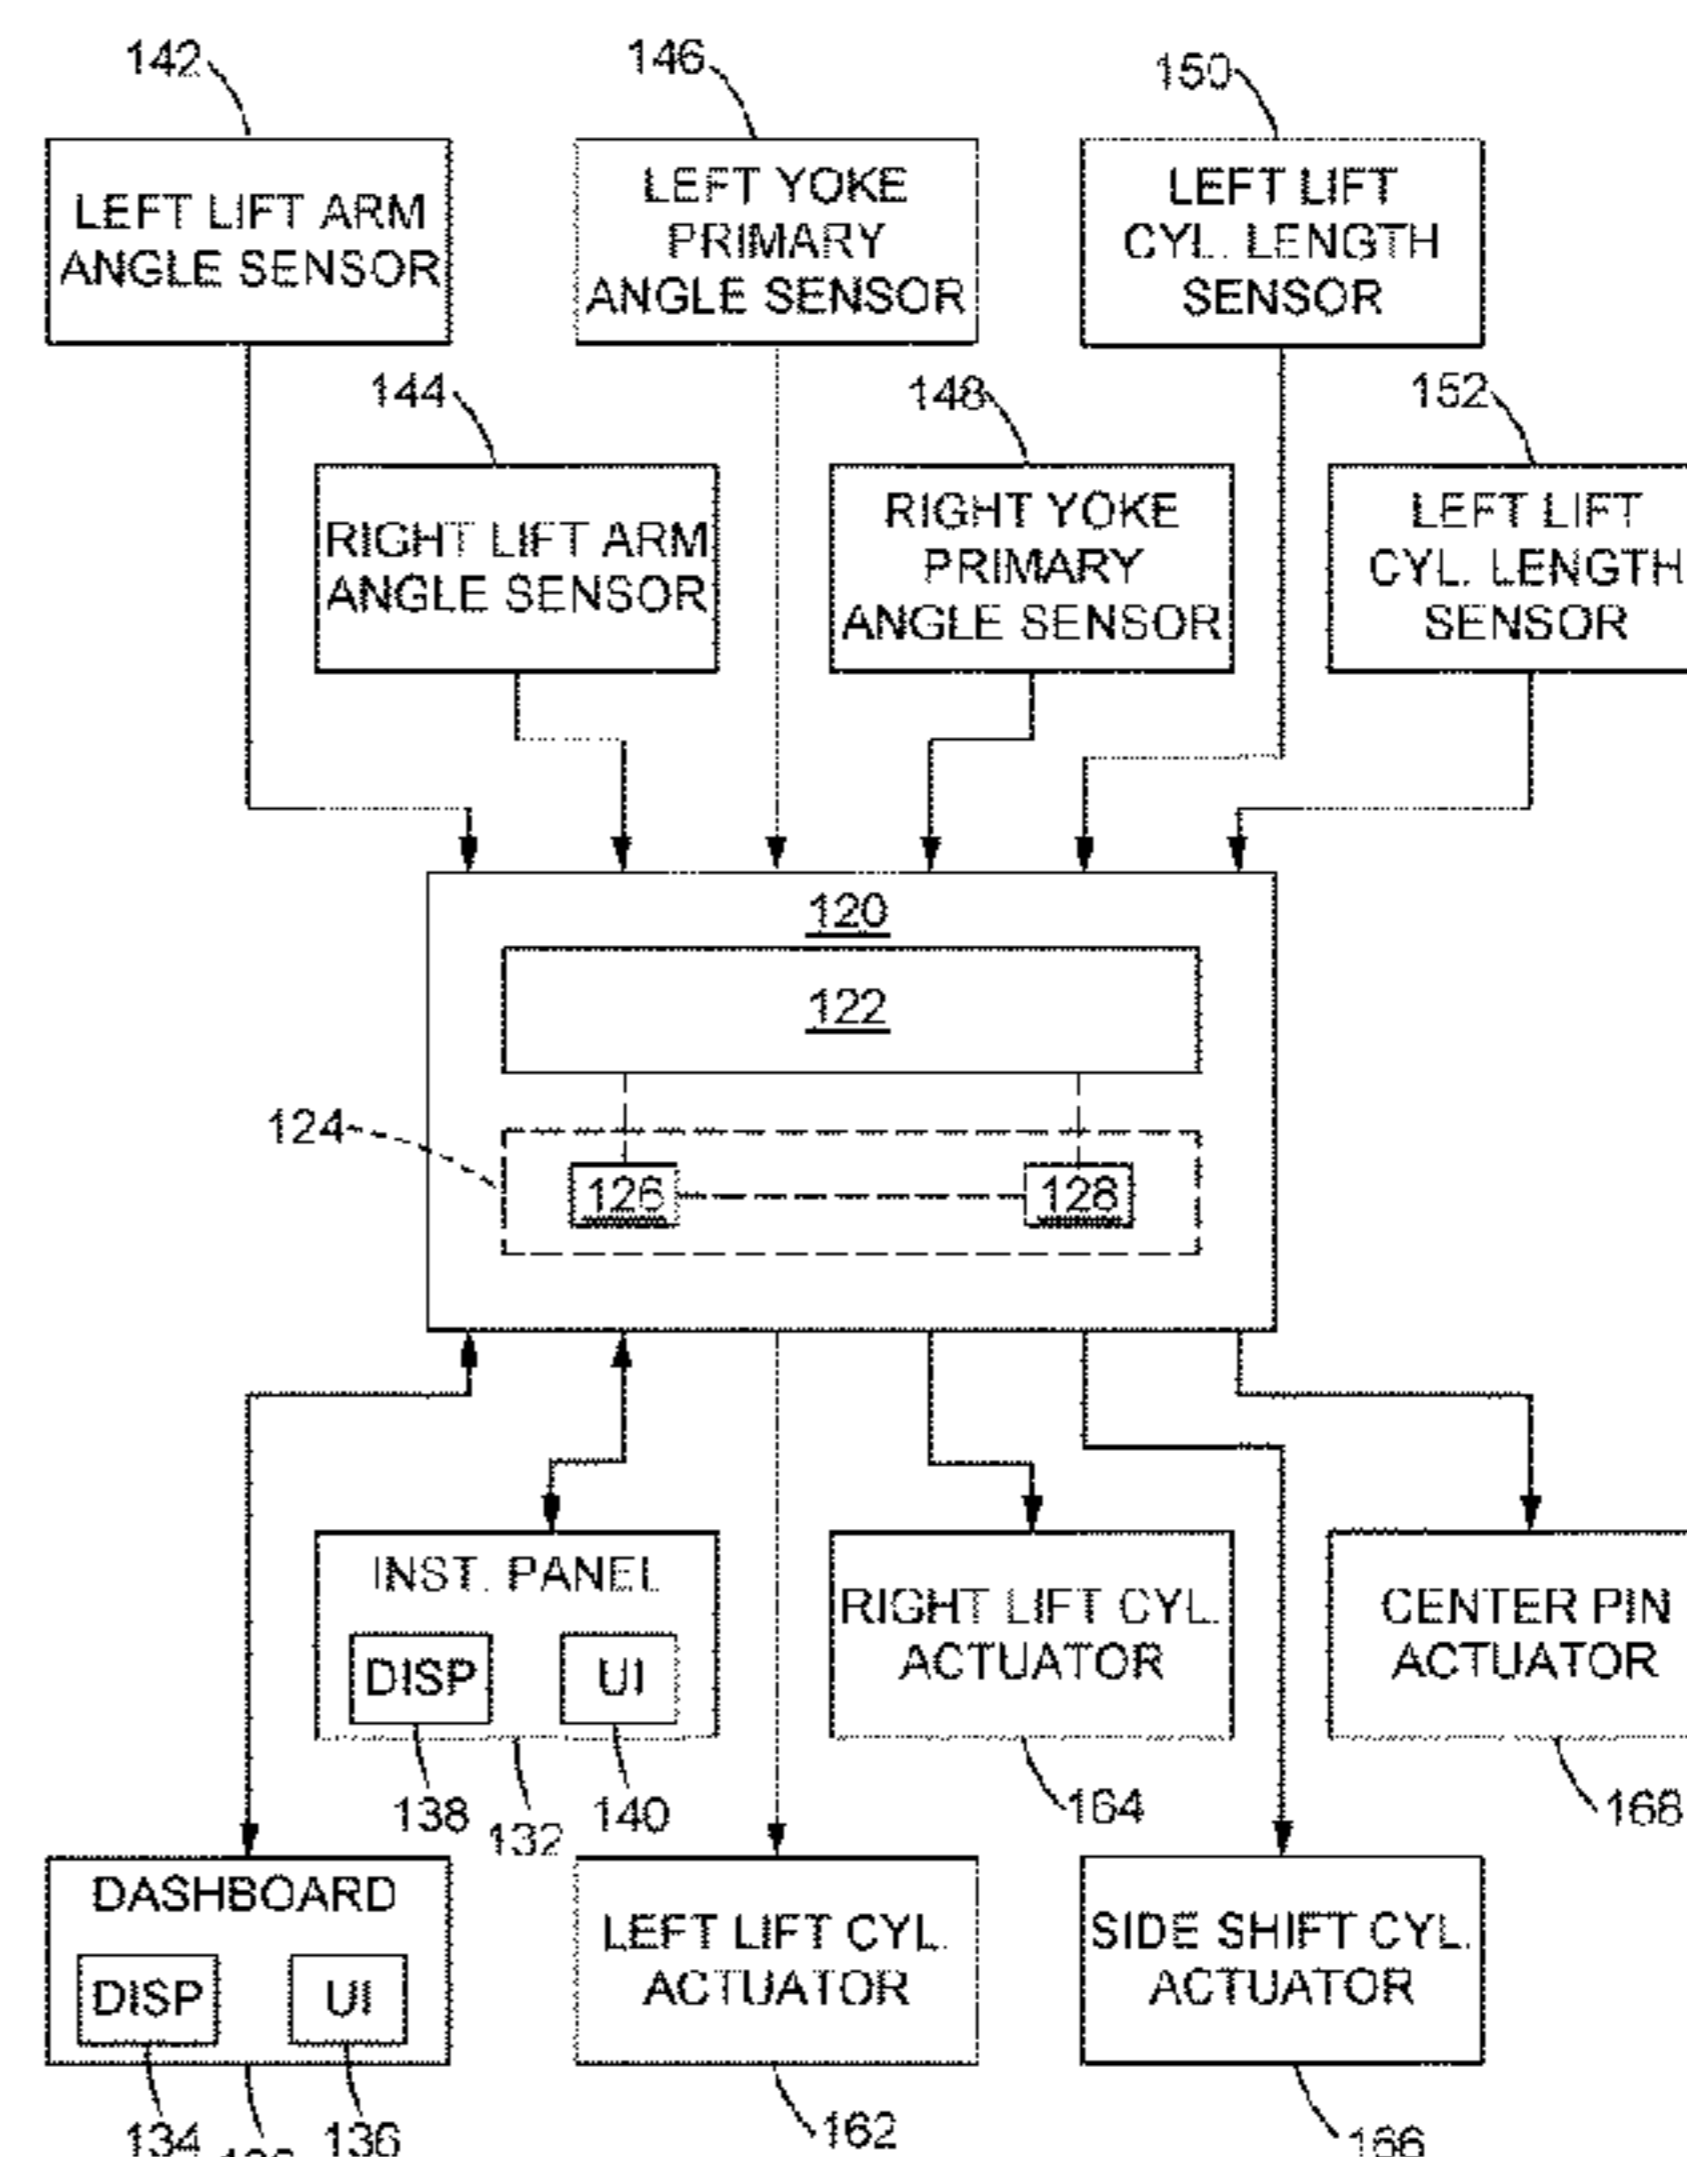 142
146
150
LEFT LIFT ARM
ANGLE SENSOR
LEFT YOKE
PRIMARY
ANGLE SENSOR
LEFT LIFT
CYL. LENGTH
SENSOR
144
148
152
RIGHT LIFT ARM
ANGLE SENSOR
RIGHT YOKE
PRIMARY
ANGLE SENSOR
LEFT LIFT
CYL. LENGTH
SENSOR
120
122
124
126
128
INST. PANEL
DISP
UI
RIGHT LIFT CYL.
ACTUATOR
CENTER PIN
ACTUATOR
138
132
140
164
168
DASHBOARD
DISP
UI
LEFT LIFT CYL.
ACTUATOR
SIDE SHIFT CYL.
ACTUATOR
134
136
162
166